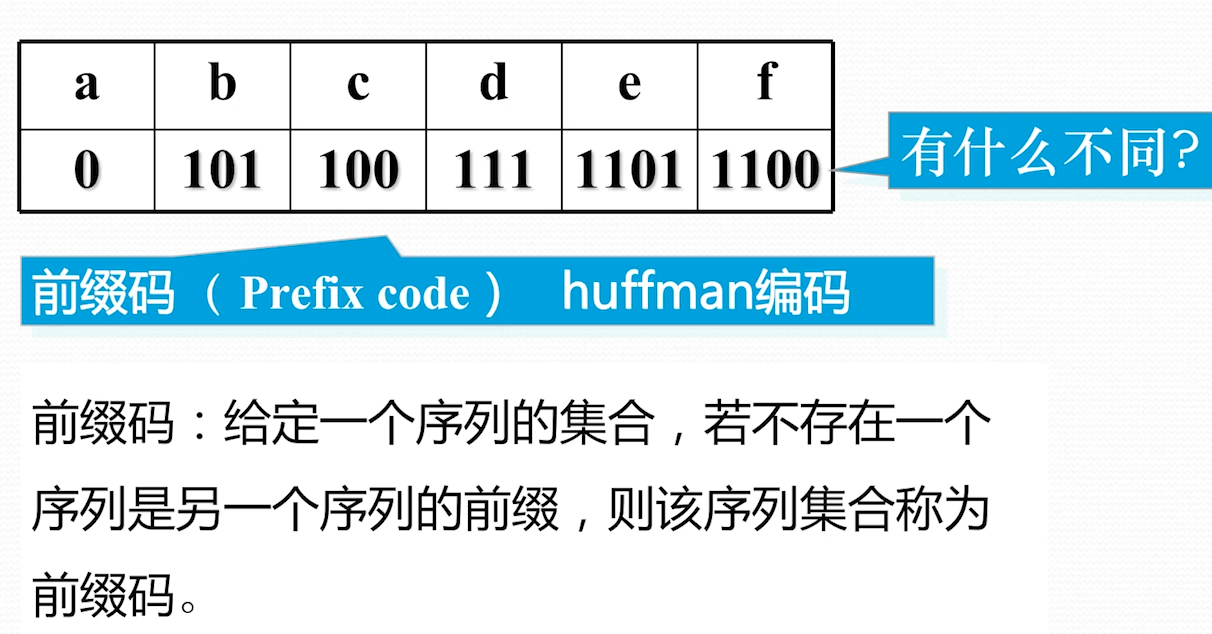 a b c d e f
0 101 100 111 1101 1100
有什么不同?
前缀码（Prefix code） huffman编码
前缀码：给定一个序列的集合，若不存在一个
序列是另一个序列的前缀，则该序列集合称为
前缀码。